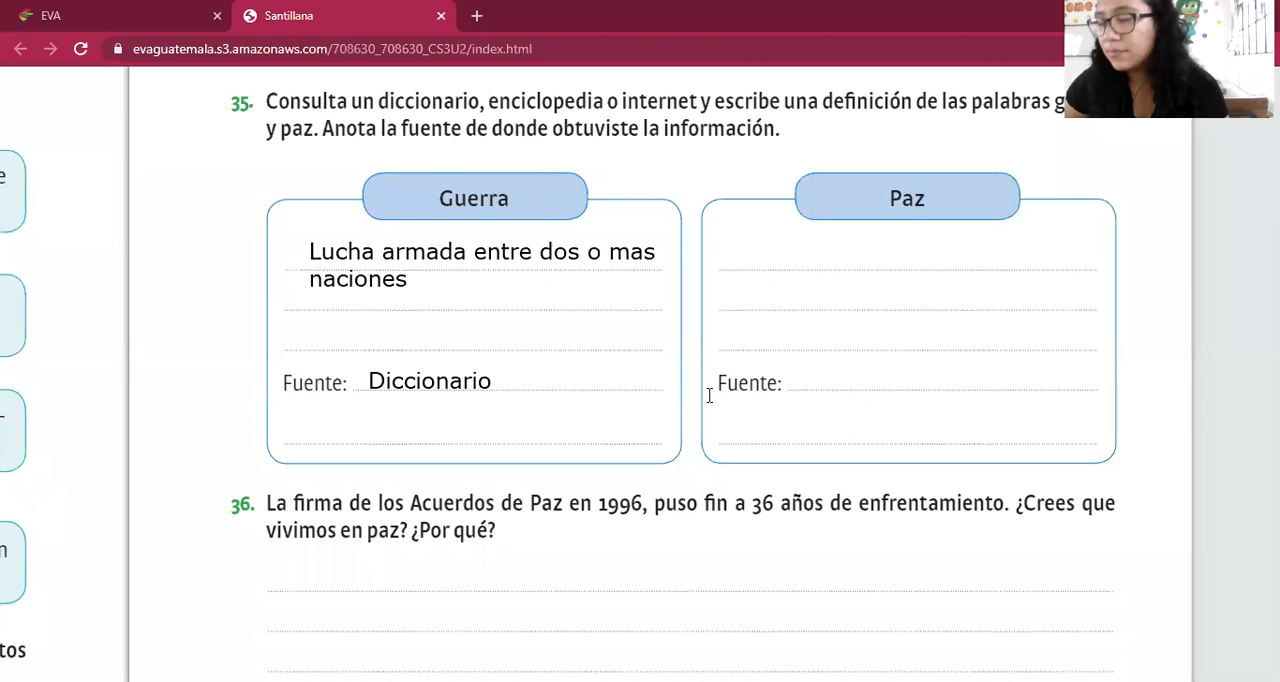 EVA
Santillana
evaguatemala.s3.amazonaws.com/708630_708630_CS3U2/index.html
35. Consulta un diccionario, enciclopedia o internet y escribe una definición de las palabras
y paz. Anota la fuente de donde obtuviste la información.
Guerra
Lucha armada entre dos o mas
naciones
Fuente: Diccionario
Paz
Fuente:
36. La firma de los Acuerdos de Paz en 1996, puso fin a 36 años de enfrentamiento. ¿Crees que
vivimos en paz? ¿Por qué?
tos